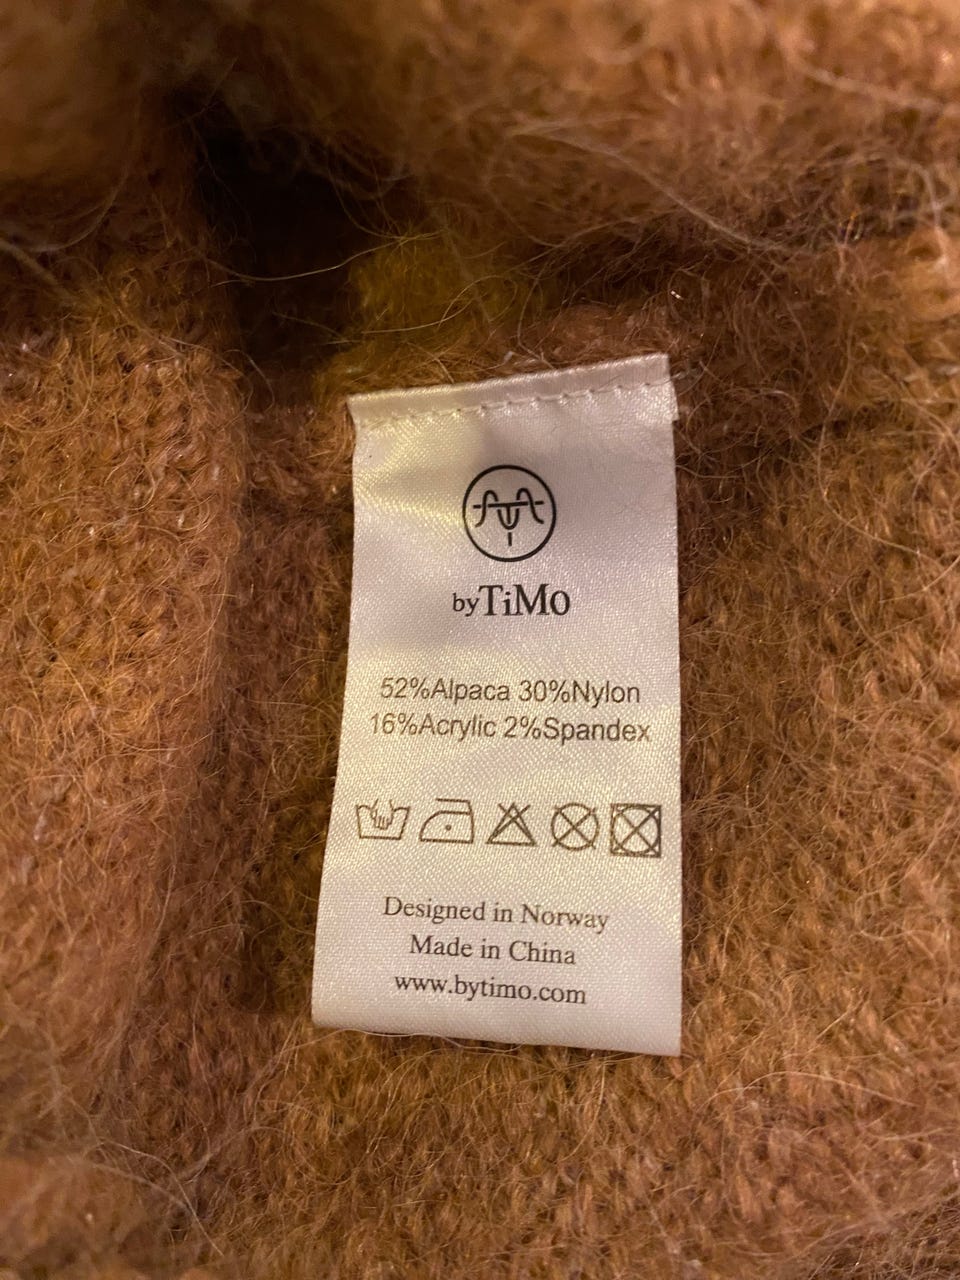 byTiMo
52%Alpaca 30%Nylon
16%Acrylic 2%Spandex
Designed in Norway
Made in China
www.bytimo.com